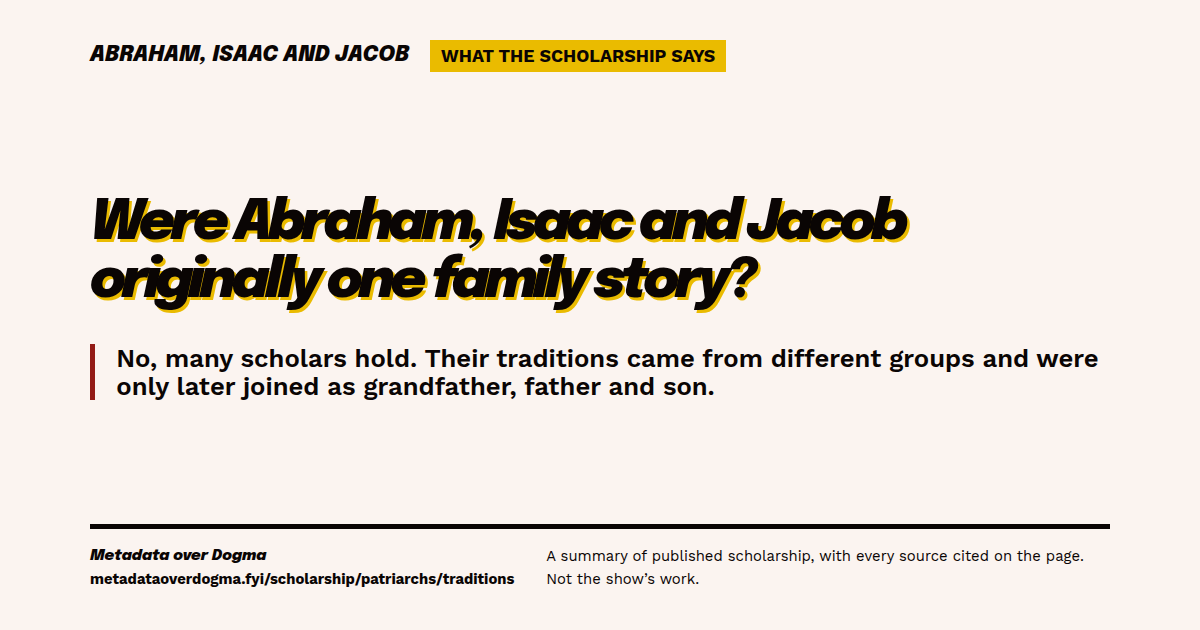 ABRAHAM, ISAAC AND JACOB
WHAT THE SCHOLARSHIP SAYS
Were Abraham, Isaac and Jacob
originally one family story?
No, many scholars hold. Their traditions came from different groups and were
only later joined as grandfather, father and son.
Metadata over Dogma
metadataoverdogma.fyi/scholarship/patriarchs/traditions
A summary of published scholarship, with every source cited on the page.
Not the show’s work.